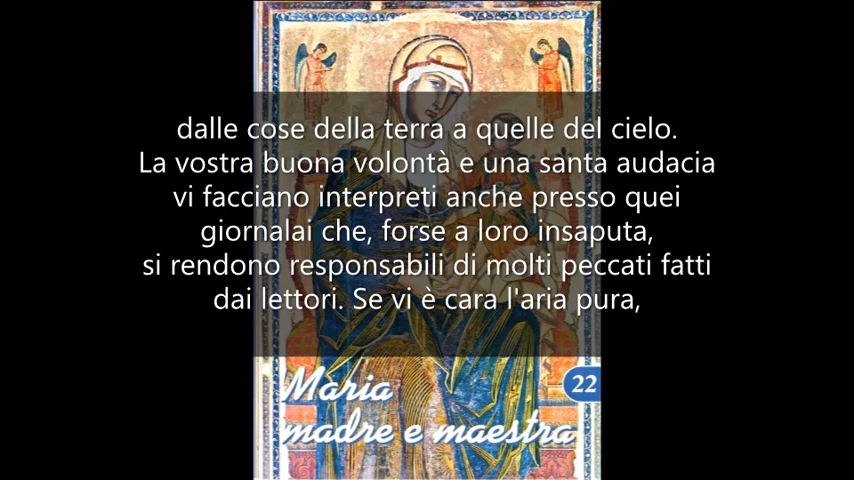 dalle cose della terra a quelle del cielo.
La vostra buona volontà e una santa audacia
vi facciano interpreti anche presso quei
giornalai che, forse a loro insaputa,
si rendono responsabili di molti peccati fatti
dai lettori. Se vi è cara l'aria pura,
Maria
22
madre e maestra